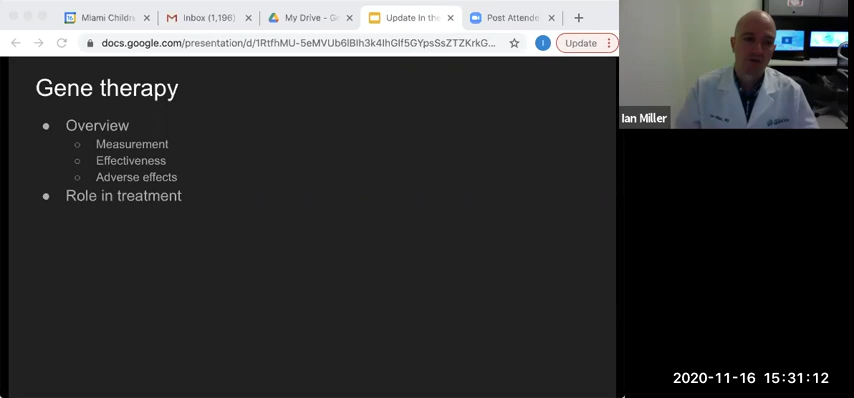 Miami Childr
Inbox (1,196)
My Drive - G
Update In the
Post Attende
docs.google.com/presentation/d/1RtfhMU-5eMVUb6lBIh3k4IhGIf5GYpsSsZTZKrkG...
Update
Gene therapy
Overview
Measurement
Effectiveness
Adverse effects
Role in treatment
Ian Miller
2020-11-16 15:31:12